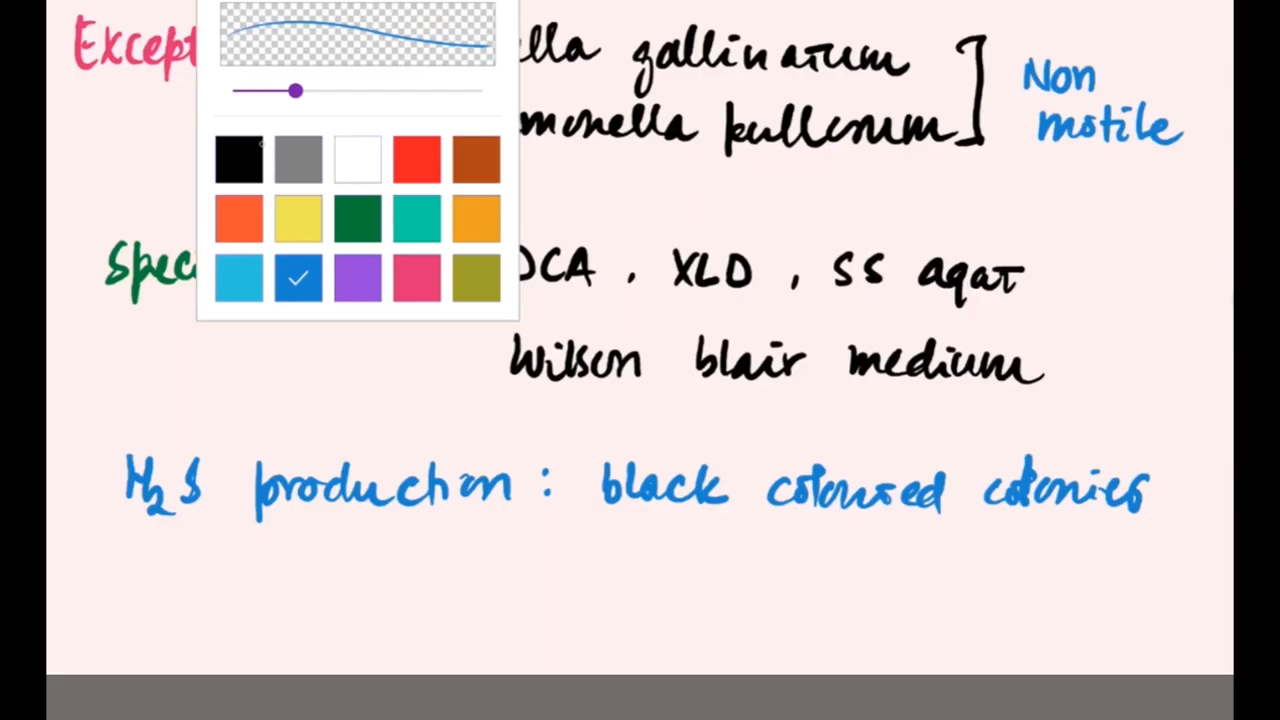 Except ella gallinarum Non
monella pullorum motile
Spec DCA , XLD , SS agar
Wilson blair medium
H2S production : black coloured colonies